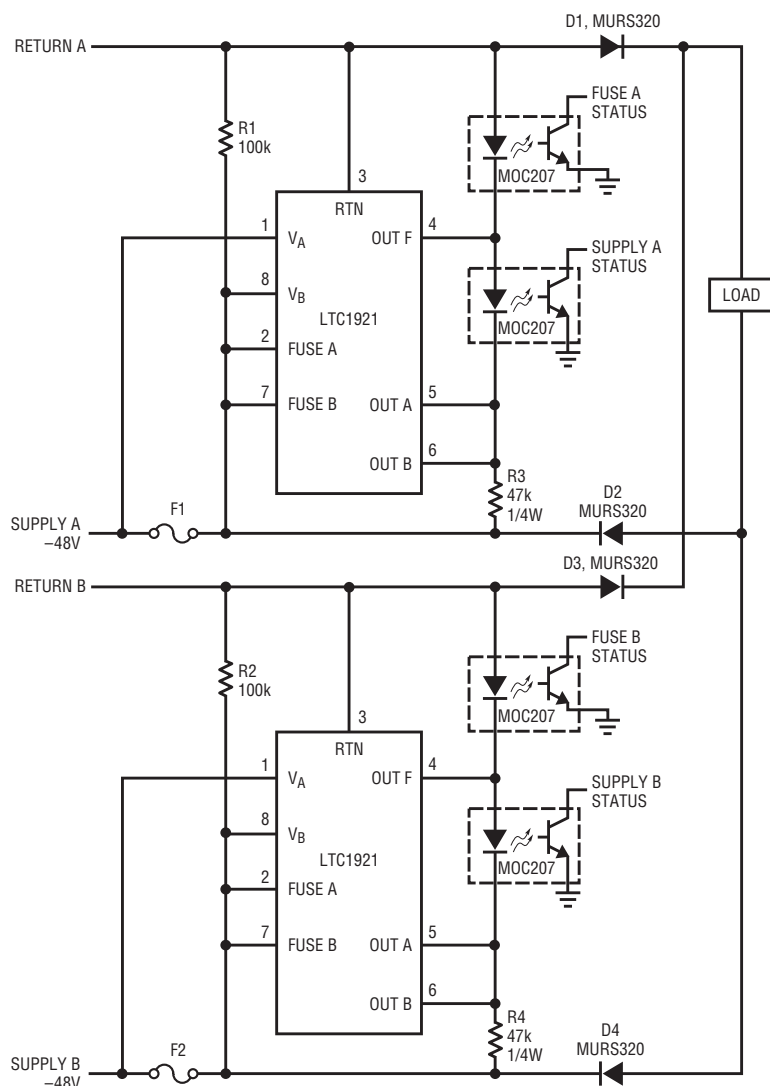 D1, MURS320
RETURN A
FUSE A
STATUS
R1
100k
MOC207
3
RTN
1
VA
OUT F
4
SUPPLY A
STATUS
8
VB
MOC207
LOAD
LTC1921
2
FUSE A
7
FUSE B
OUT A
5
OUT B
6
R3
47k
1/4W
D2
MURS320
F1
SUPPLY A
–48V
D3, MURS320
RETURN B
FUSE B
STATUS
R2
100k
MOC207
3
RTN
1
VA
OUT F
4
SUPPLY B
STATUS
8
VB
MOC207
LTC1921
2
FUSE A
7
FUSE B
OUT A
5
OUT B
6
R4
47k
1/4W
D4
MURS320
F2
SUPPLY B
–48V